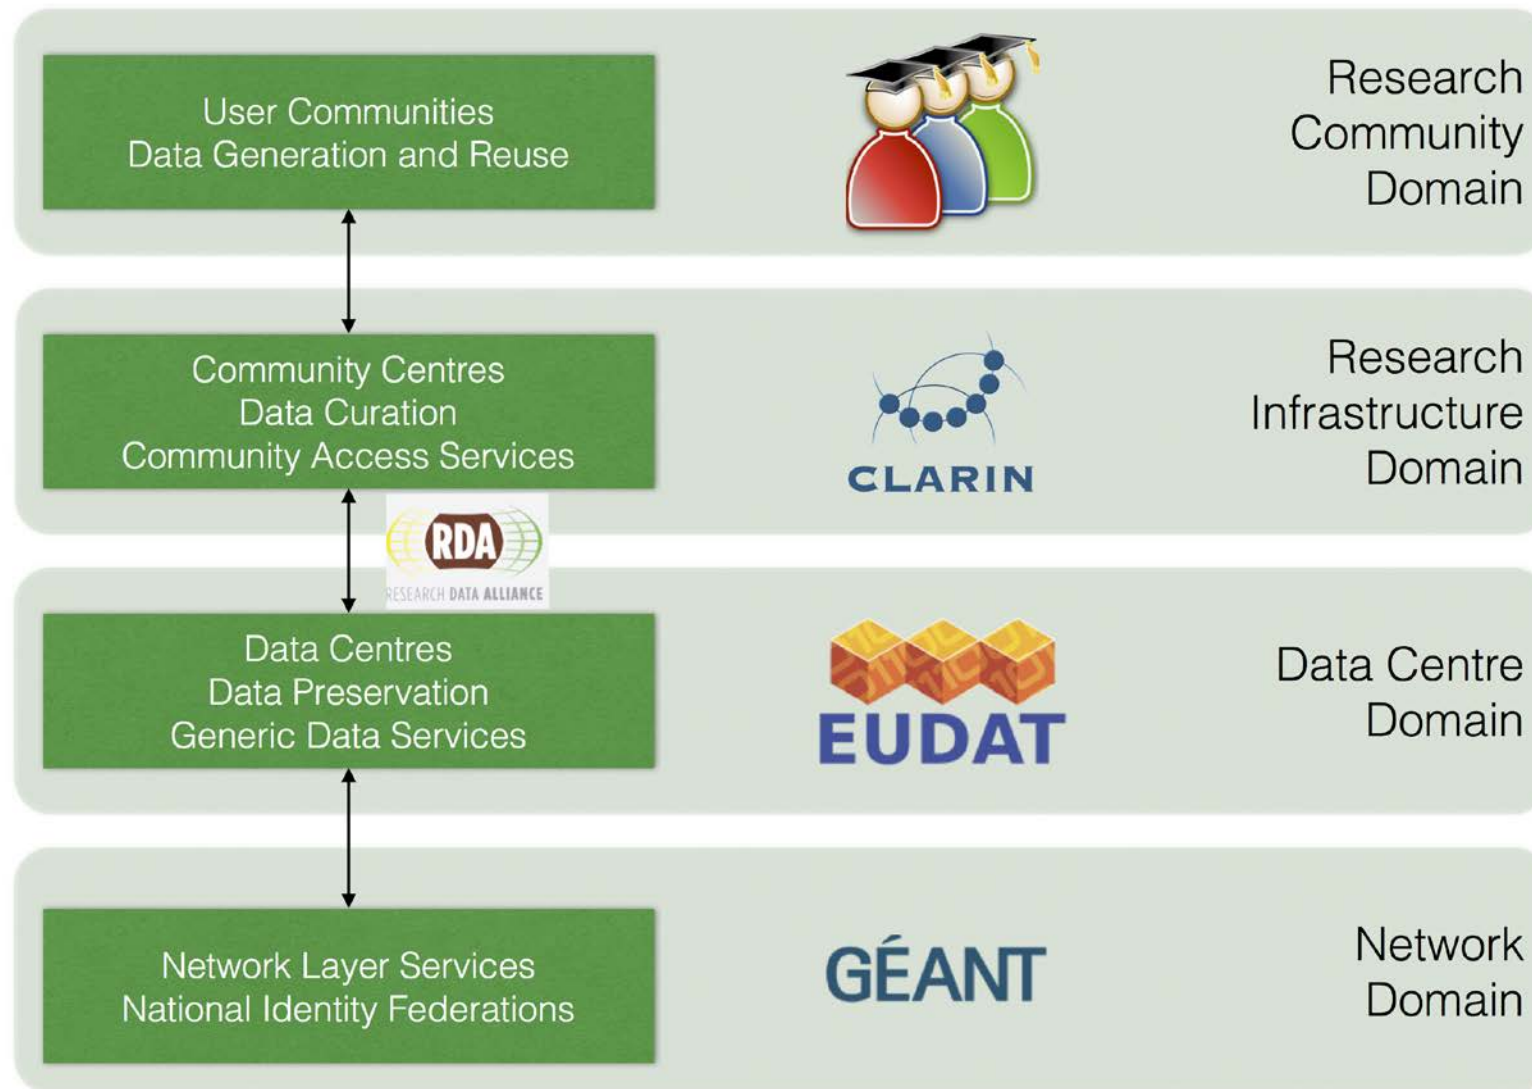 User Communities
Data Generation and Reuse
Research
Community
Domain
Community Centres
Data Curation
Community Access Services
CLARIN
Research
Infrastructure
Domain
RDA
RESEARCH DATA ALLIANCE
Data Centres
Data Preservation
Generic Data Services
EUDAT
Data Centre
Domain
Network Layer Services
National Identity Federations
GÉANT
Network
Domain